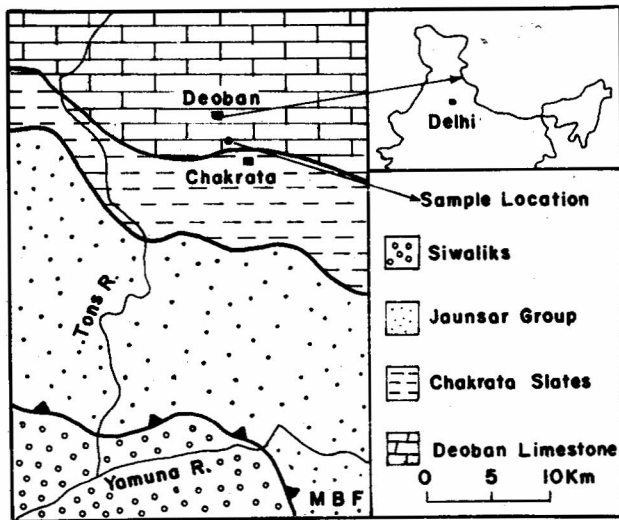 Deoban
Chakrata
Tons R.
Yamuna R.
MBF
Delhi
Sample Location
Siwaliks
Jaunsar Group
Chakrata Slates
Deoban Limestone
0 5 10Km